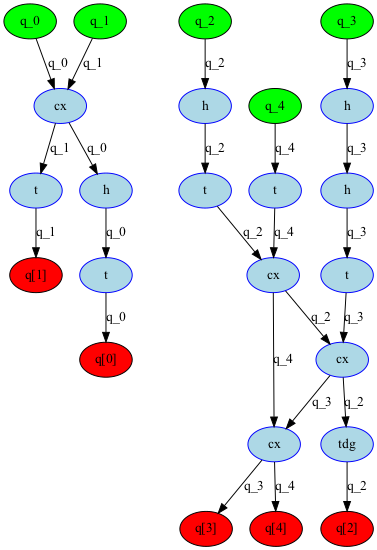 q_0 q_1 q_2 q_3
q_0 q_1 q_2 q_3
cx h q_4 h
q_1 q_0 q_2 q_4 q_3
t h t t h
q_1 q_0 q_2 q_4 q_3
q[1] t cx t
q_0 q_2 q_3
q[0] q_4 cx
q_3 q_2
cx tdg
q_3 q_4 q_2
q[3] q[4] q[2]